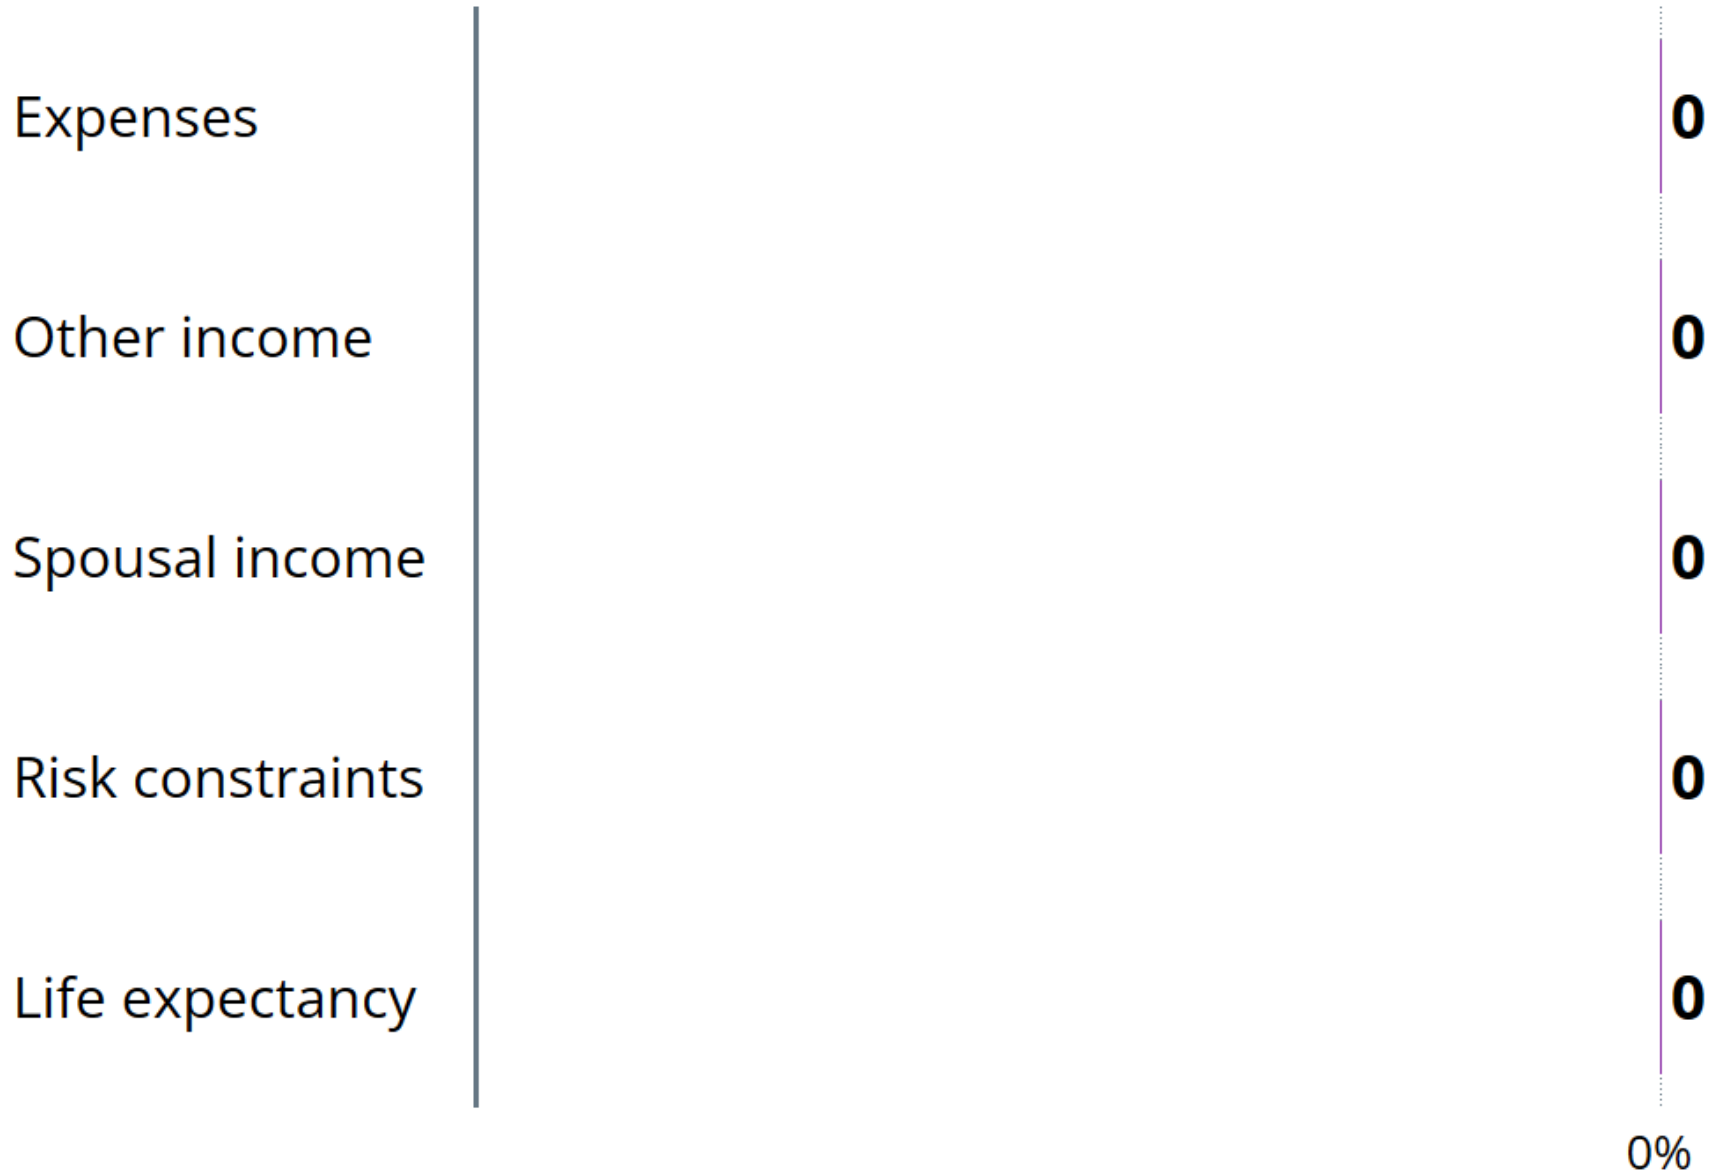 Expenses 0
Other income 0
Spousal income 0
Risk constraints 0
Life expectancy 0
0%